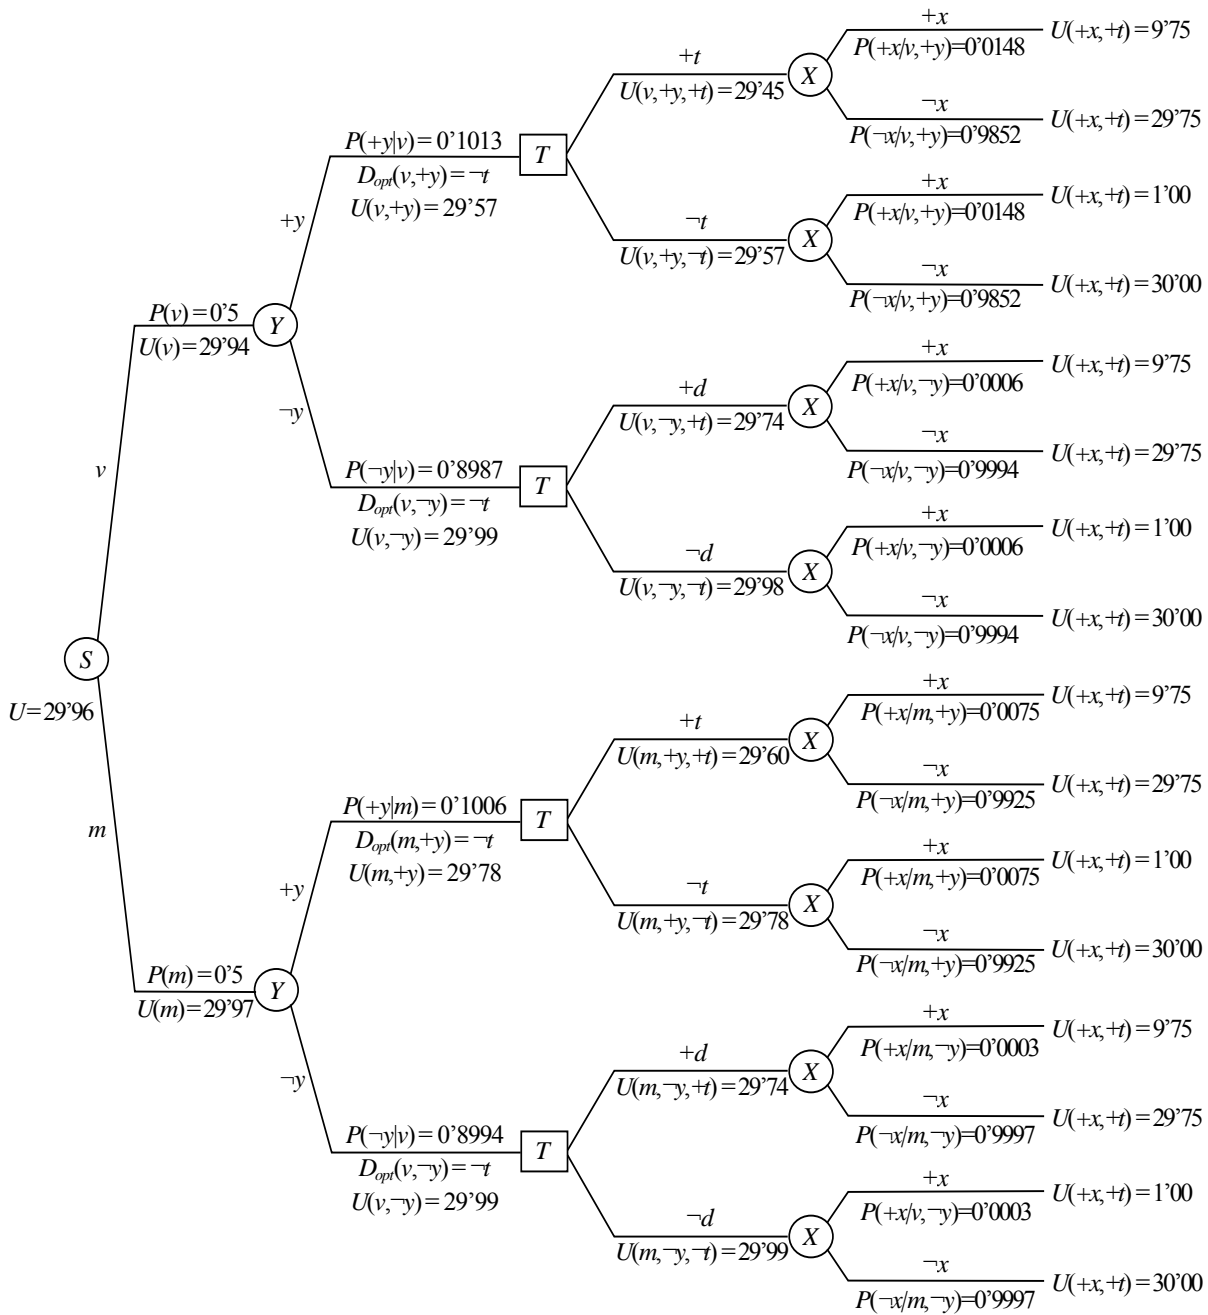 +x
U(+x,+t) = 9'75
P(+x/v,+y)=0'0148
+t
X
U(v,+y,+t) = 29'45
¬x
U(+x,+t) = 29'75
P(¬x/v,+y)=0'9852
P(+y|v) = 0'1013
T
Dopt(v,+y) = ¬t
U(v,+y) = 29'57
+x
U(+x,+t) = 1'00
P(+x/v,+y)=0'0148
+y
¬t
X
U(v,+y,¬t) = 29'57
¬x
U(+x,+t) = 30'00
P(¬x/v,+y)=0'9852
P(v) = 0'5
Y
U(v) = 29'94
+x
U(+x,+t) = 9'75
P(+x/v,¬y)=0'0006
+d
X
U(v,¬y,+t) = 29'74
¬y
¬x
U(+x,+t) = 29'75
P(¬x/v,¬y)=0'9994
v
P(¬y|v) = 0'8987
T
Dopt(v,¬y) = ¬t
U(v,¬y) = 29'99
+x
U(+x,+t) = 1'00
P(+x/v,¬y)=0'0006
¬d
X
U(v,¬y,¬t) = 29'98
¬x
U(+x,+t) = 30'00
P(¬x/v,¬y)=0'9994
S
U = 29'96
+x
U(+x,+t) = 9'75
P(+x/m,+y)=0'0075
+t
X
U(m,+y,+t) = 29'60
¬x
U(+x,+t) = 29'75
P(¬x/m,+y)=0'9925
m
P(+y|m) = 0'1006
T
Dopt(m,+y) = ¬t
U(m,+y) = 29'78
+x
U(+x,+t) = 1'00
P(+x/m,+y)=0'0075
+y
¬t
X
U(m,+y,¬t) = 29'78
¬x
U(+x,+t) = 30'00
P(¬x/m,+y)=0'9925
P(m) = 0'5
Y
U(m) = 29'97
+x
U(+x,+t) = 9'75
P(+x/m,¬y)=0'0003
+d
X
U(m,¬y,+t) = 29'74
¬y
¬x
U(+x,+t) = 29'75
P(¬x/m,¬y)=0'9997
P(¬y|v) = 0'8994
T
Dopt(v,¬y) = ¬t
U(v,¬y) = 29'99
+x
U(+x,+t) = 1'00
P(+x/v,¬y)=0'0003
¬d
X
U(m,¬y,¬t) = 29'99
¬x
U(+x,+t) = 30'00
P(¬x/m,¬y)=0'9997